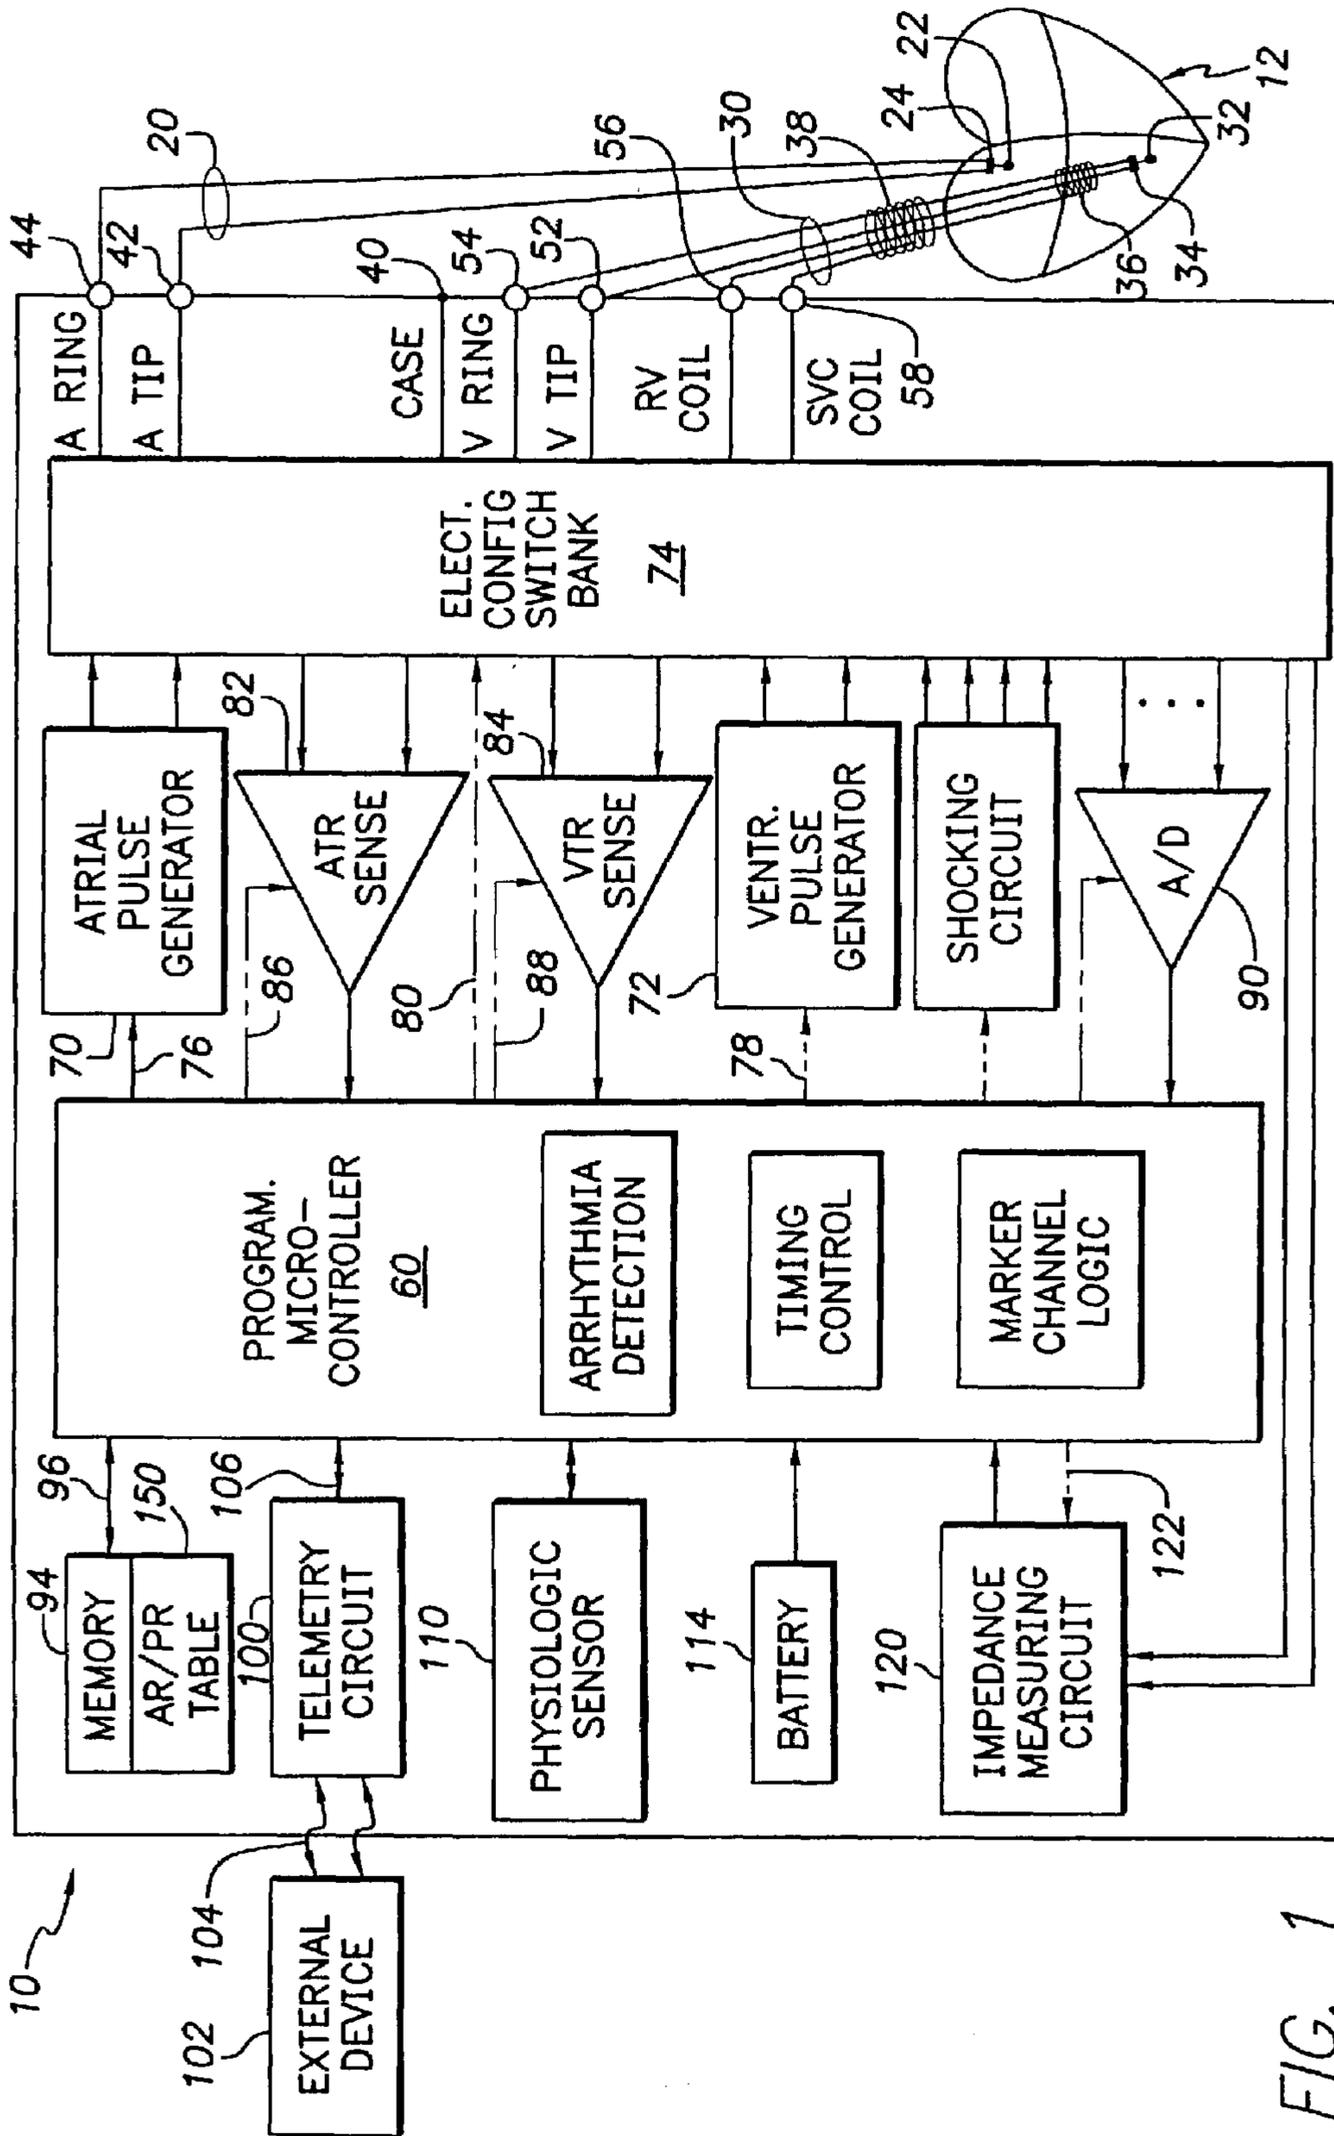 10
102
EXTERNAL
DEVICE
104
94
MEMORY
AR/PR
TABLE
150
96
100
TELEMETRY
CIRCUIT
106
110
PHYSIOLOGIC
SENSOR
114
BATTERY
120
IMPEDANCE
MEASURING
CIRCUIT
122
PROGRAM.
MICRO-
CONTROLLER
60
ARRHYTHMIA
DETECTION
TIMING
CONTROL
MARKER
CHANNEL
LOGIC
70
76
ATRIAL
PULSE
GENERATOR
86
ATR
SENSE
82
80
88
VTR
SENSE
84
72
78
VENTR.
PULSE
GENERATOR
SHOCKING
CIRCUIT
A/D
90
ELECT.
CONFIG
SWITCH
BANK
74
A RING
A TIP
CASE
V RING
V TIP
RV
COIL
SVC
COIL
44
42
40
54
52
56
58
20
30
38
24
22
12
32
34
36
FIG. 1